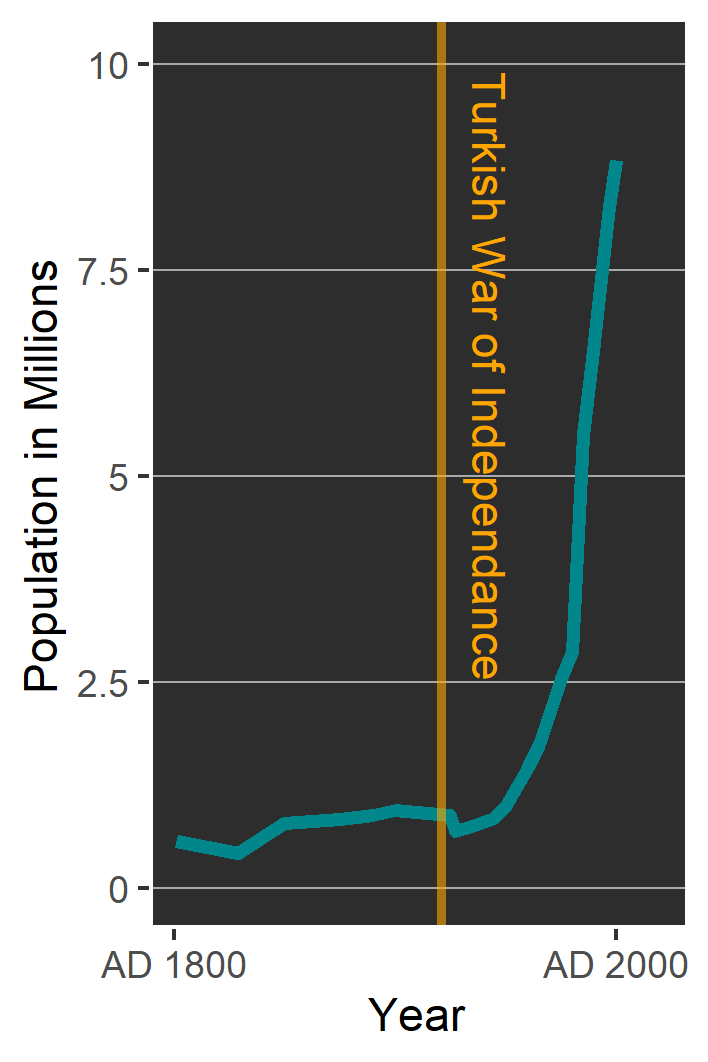 10
7.5
5
2.5
0
Population in Millions
Turkish War of Independance
AD 1800
AD 2000
Year